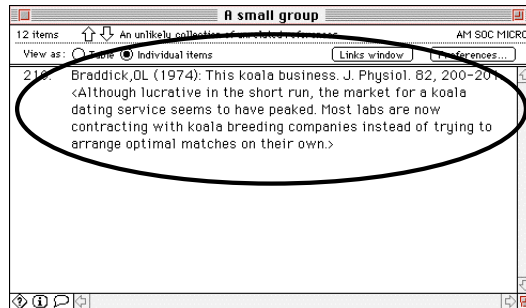 A small group
12 items An unlikely collection of unrelated references AM SOC MICRO
View as: Table Individual items Links window Preferences...
216. Braddick,OL (1974): This koala business. J. Physiol. 82, 200-201
<Although lucrative in the short run, the market for a koala
dating service seems to have peaked. Most labs are now
contracting with koala breeding companies instead of trying to
arrange optimal matches on their own.>